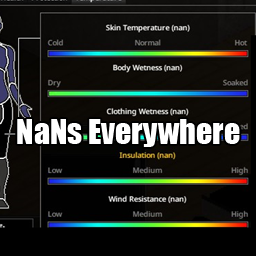 Skin Temperature (nan)
Cold Normal Hot
Body Wetness (nan)
Dry Soaked
Clothing Wetness (nan)
NaNs Everywhere
Insulation (nan)
Low Medium High
Wind Resistance (nan)
Low Medium High